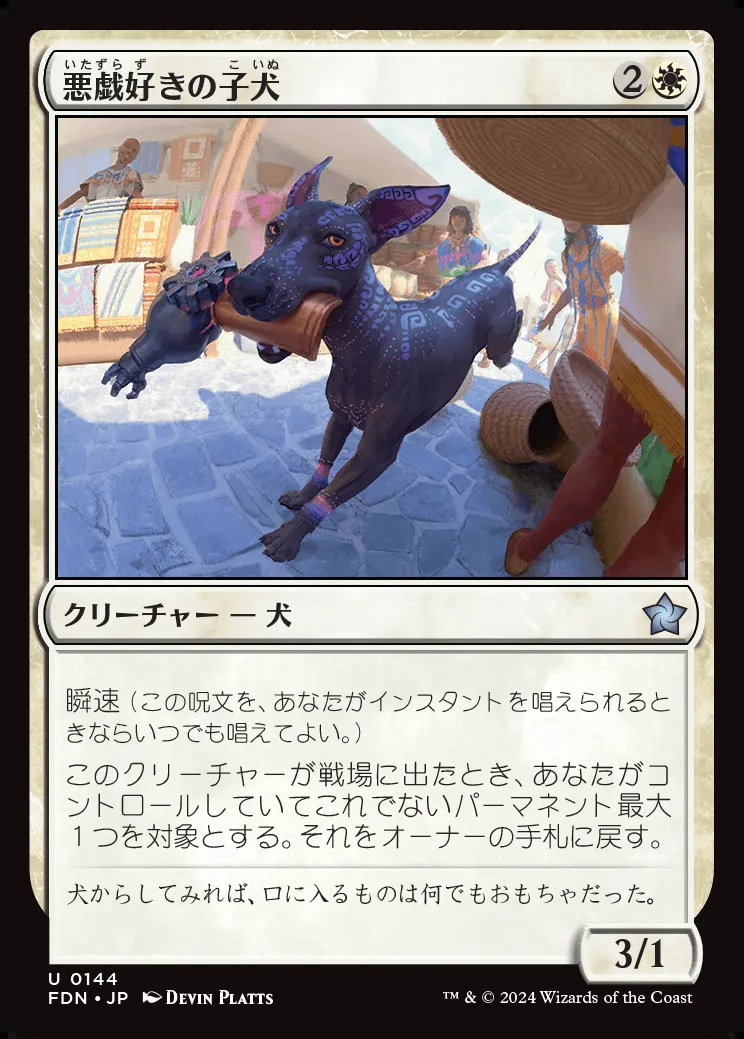 いたずら ず こ いぬ
悪戯好きの子犬 2
クリーチャー — 犬
瞬速（この呪文を、あなたがインスタントを唱えられると
きならいつでも唱えてよい。）
このクリーチャーが戦場に出たとき、あなたがコ
ントロールしていてこれでないパーマネント最大
１つを対象とする。それをオーナーの手札に戻す。
犬からしてみれば、口に入るものは何でもおもちゃだった。
3/1
U 0144
FDN • JP DEVIN PLATTS
™ & © 2024 Wizards of the Coast